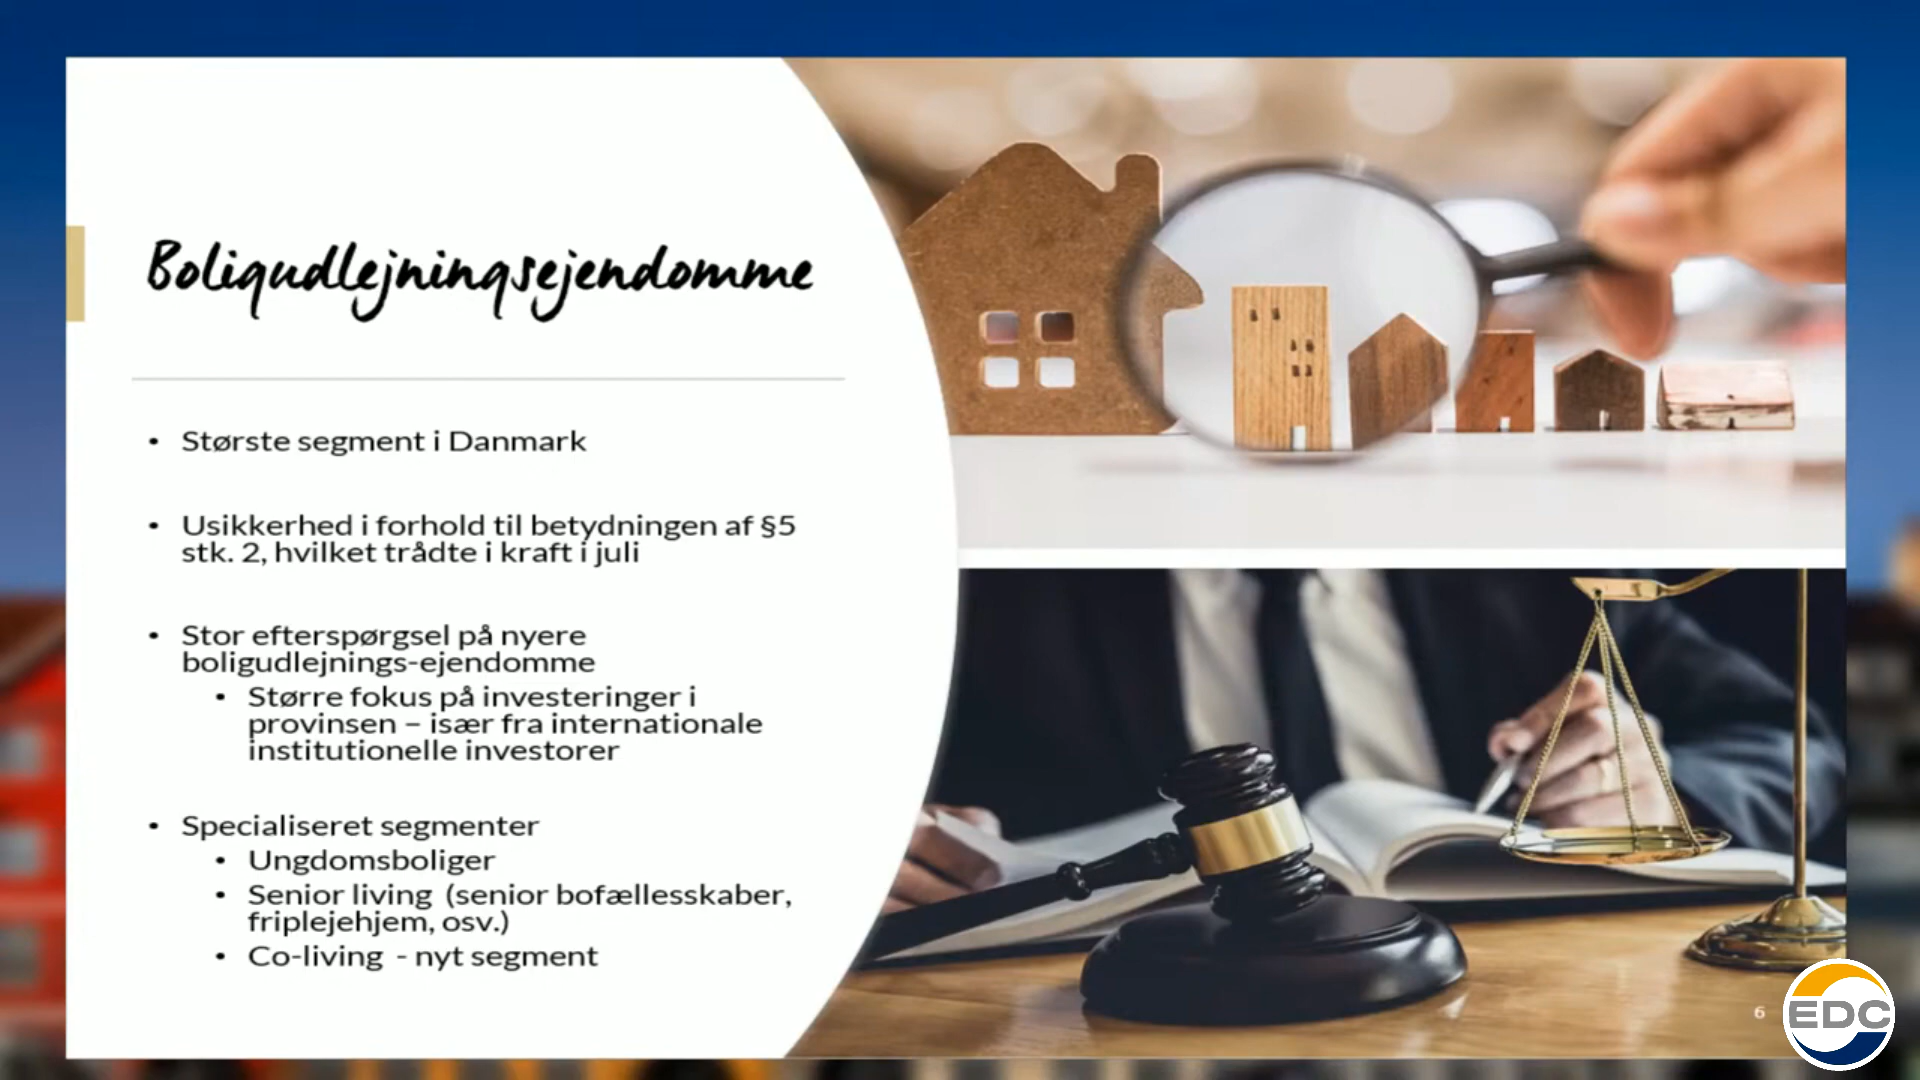 Boligudlejningsejendomme
• Største segment i Danmark
• Usikkerhed i forhold til betydningen af §5
stk. 2, hvilket trådte i kraft i juli
• Stor efterspørgsel på nyere
boligudlejnings-ejendomme
• Større fokus på investeringer i
provinsen – især fra internationale
institutionelle investorer
• Specialiseret segmenter
• Ungdomsboliger
• Senior living (senior bofællesskaber,
friplejehjem, osv.)
• Co-living - nyt segment
6
EDC